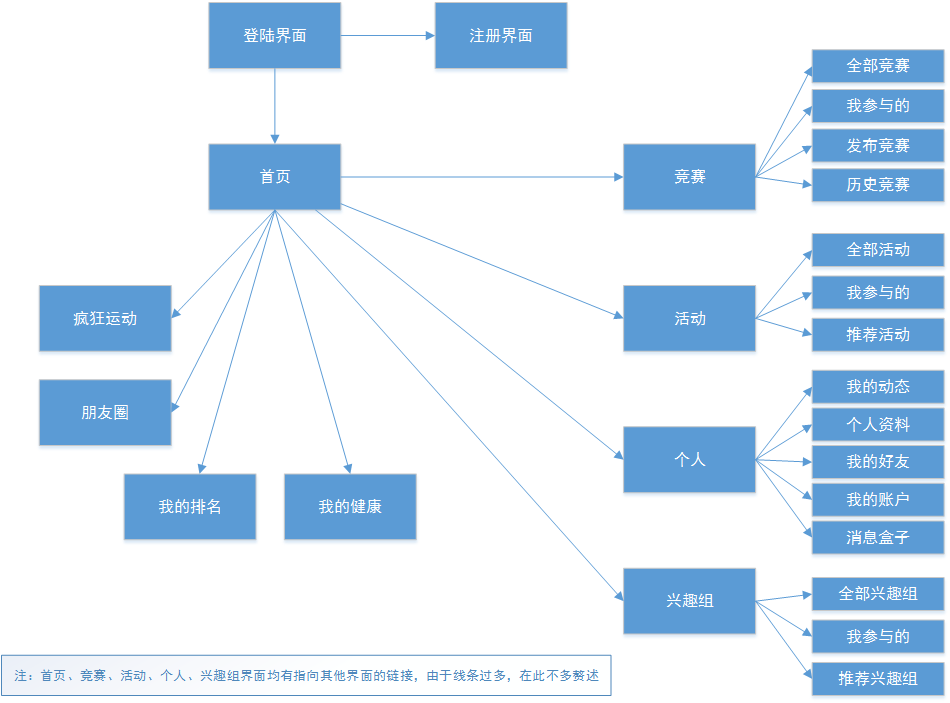 登陆界面
注册界面
首页
竞赛
全部竞赛
我参与的
发布竞赛
历史竞赛
活动
全部活动
我参与的
推荐活动
疯狂运动
朋友圈
我的排名
我的健康
个人
我的动态
个人资料
我的好友
我的账户
消息盒子
兴趣组
全部兴趣组
我参与的
推荐兴趣组
注：首页、竞赛、活动、个人、兴趣组界面均有指向其他界面的链接，由于线条过多，在此不多赘述